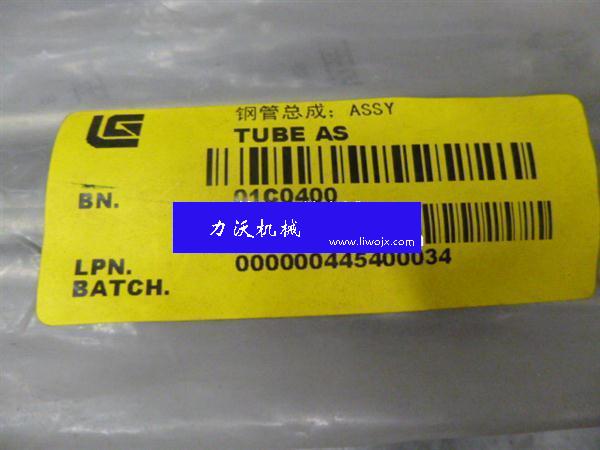 钢管总成：ASSY
TUBE AS
BN.
01C0400
力沃机械
www.liwojx.com
LPN.
000000445400034
BATCH.